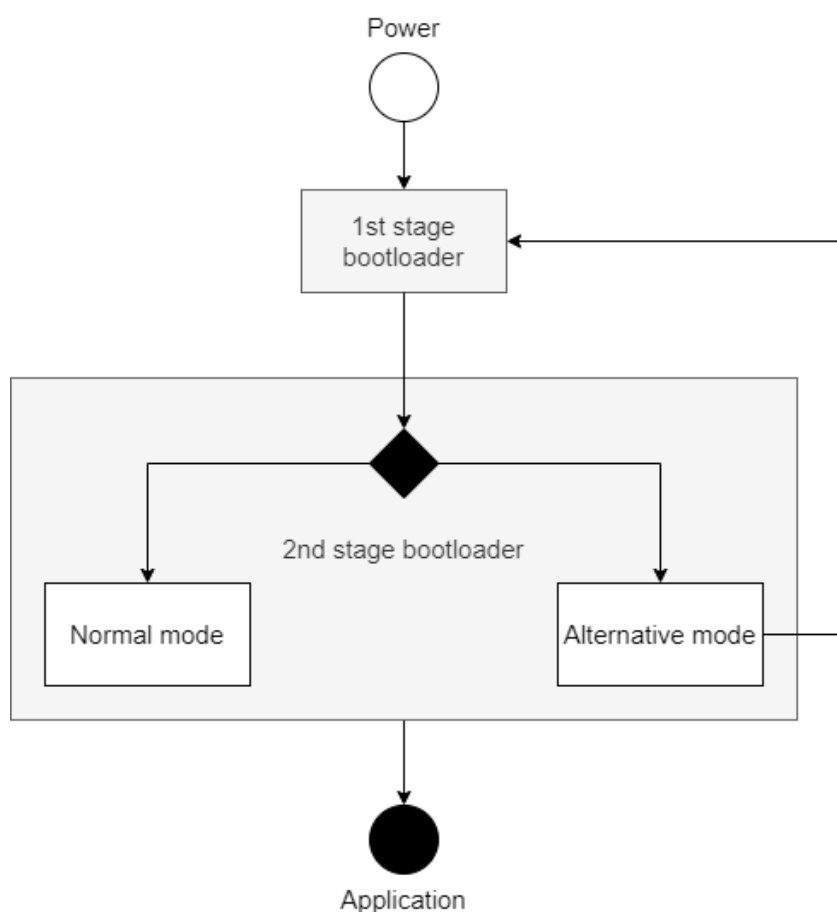 Power
1st stage
bootloader
2nd stage bootloader
Normal mode
Alternative mode
Application